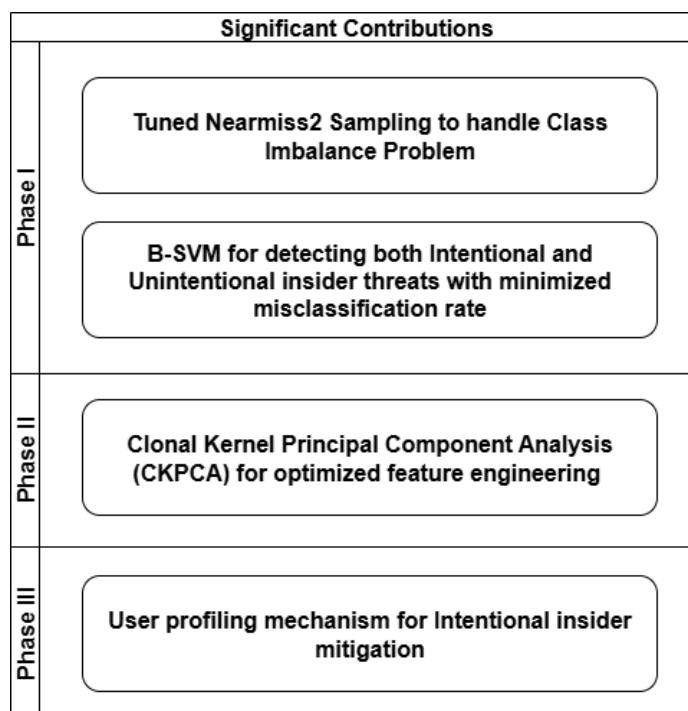 Significant Contributions
Phase I
Tuned Nearmiss2 Sampling to handle Class
Imbalance Problem
B-SVM for detecting both Intentional and
Unintentional insider threats with minimized
misclassification rate
Phase II
Clonal Kernel Principal Component Analysis
(CKPCA) for optimized feature engineering
Phase III
User profiling mechanism for Intentional insider
mitigation